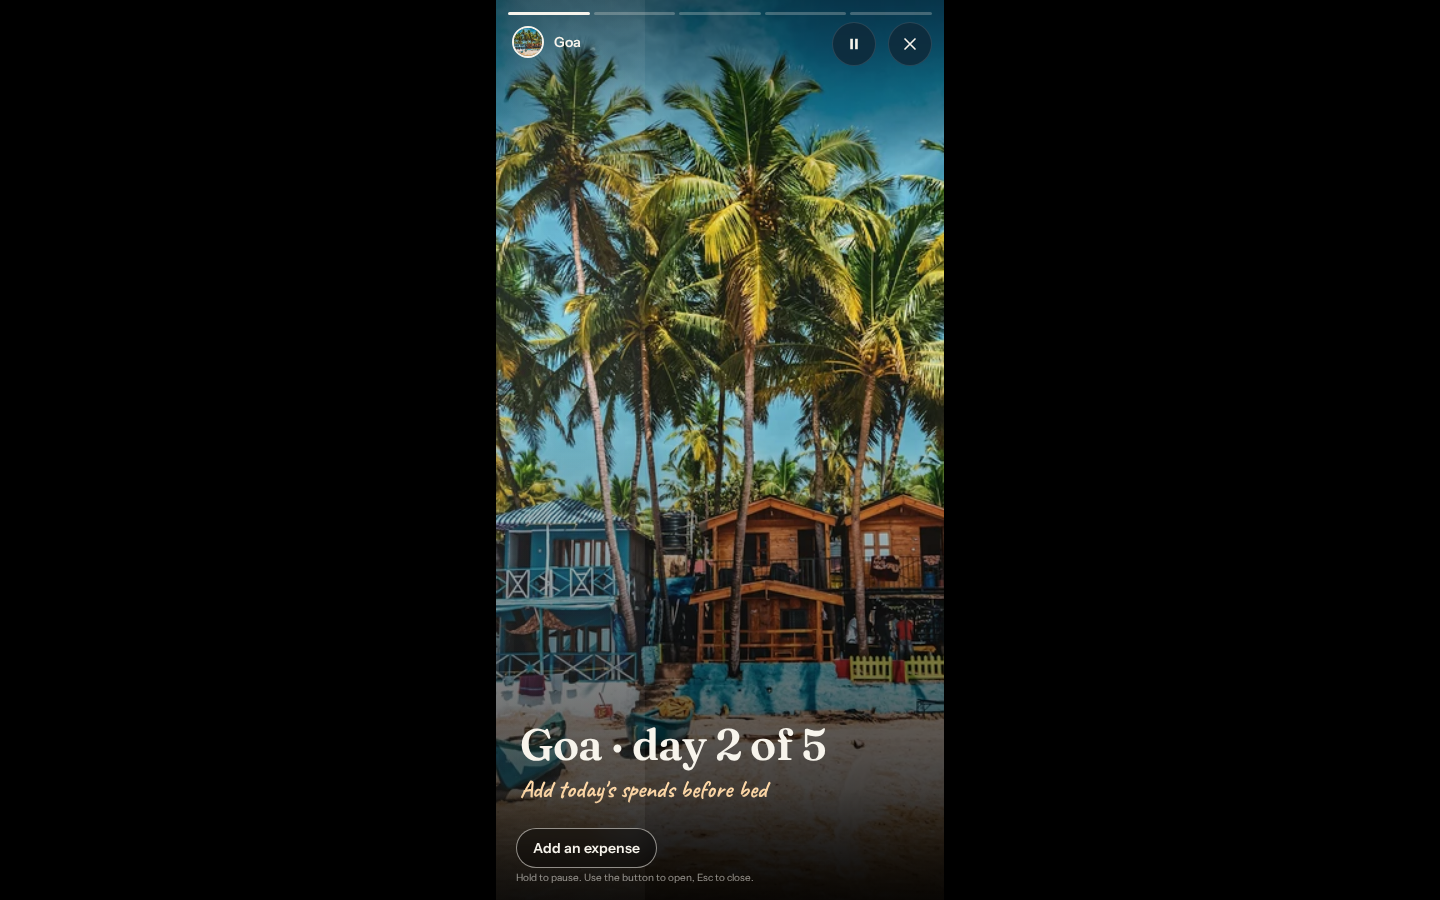 Goa
Goa · day 2 of 5
Add today's spends before bed
Add an expense
Hold to pause. Use the button to open, Esc to close.